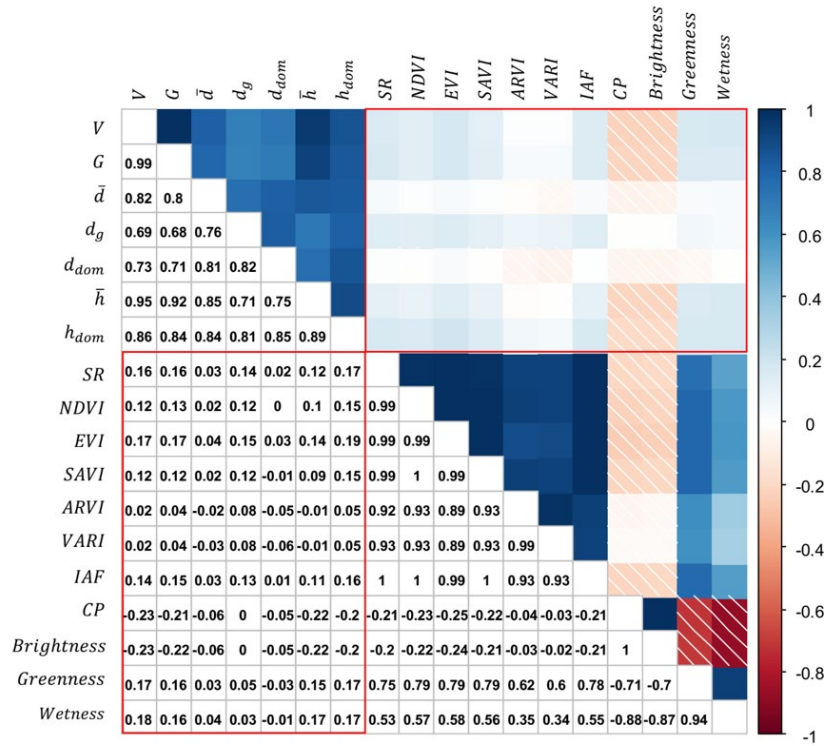 V G d̄ d_g d_dom h̄ h_dom SR NDVI EVI SAVI ARVI VARI IAF CP Brightness Greenness Wetness
V
G 0.99
d̄ 0.82 0.8
d_g 0.69 0.68 0.76
d_dom 0.73 0.71 0.81 0.82
h̄ 0.95 0.92 0.85 0.71 0.75
h_dom 0.86 0.84 0.84 0.81 0.85 0.89
SR 0.16 0.16 0.03 0.14 0.02 0.12 0.17
NDVI 0.12 0.13 0.02 0.12 0 0.1 0.15 0.99
EVI 0.17 0.17 0.04 0.15 0.03 0.14 0.19 0.99 0.99
SAVI 0.12 0.12 0.02 0.12 -0.01 0.09 0.15 0.99 1 0.99
ARVI 0.02 0.04 -0.02 0.08 -0.05 -0.01 0.05 0.92 0.93 0.89 0.93
VARI 0.02 0.04 -0.03 0.08 -0.06 -0.01 0.05 0.93 0.93 0.89 0.93 0.99
IAF 0.14 0.15 0.03 0.13 0.01 0.11 0.16 1 1 0.99 1 0.93 0.93
CP -0.23 -0.21 -0.06 0 -0.05 -0.22 -0.2 -0.21 -0.23 -0.25 -0.22 -0.04 -0.03 -0.21
Brightness -0.23 -0.22 -0.06 0 -0.05 -0.22 -0.2 -0.2 -0.22 -0.24 -0.21 -0.03 -0.02 -0.21 1
Greenness 0.17 0.16 0.03 0.05 -0.03 0.15 0.17 0.75 0.79 0.79 0.79 0.62 0.6 0.78 -0.71 -0.7
Wetness 0.18 0.16 0.04 0.03 -0.01 0.17 0.17 0.53 0.57 0.58 0.56 0.35 0.34 0.55 -0.88 -0.87 0.94
1
0.8
0.6
0.4
0.2
0
-0.2
-0.4
-0.6
-0.8
-1